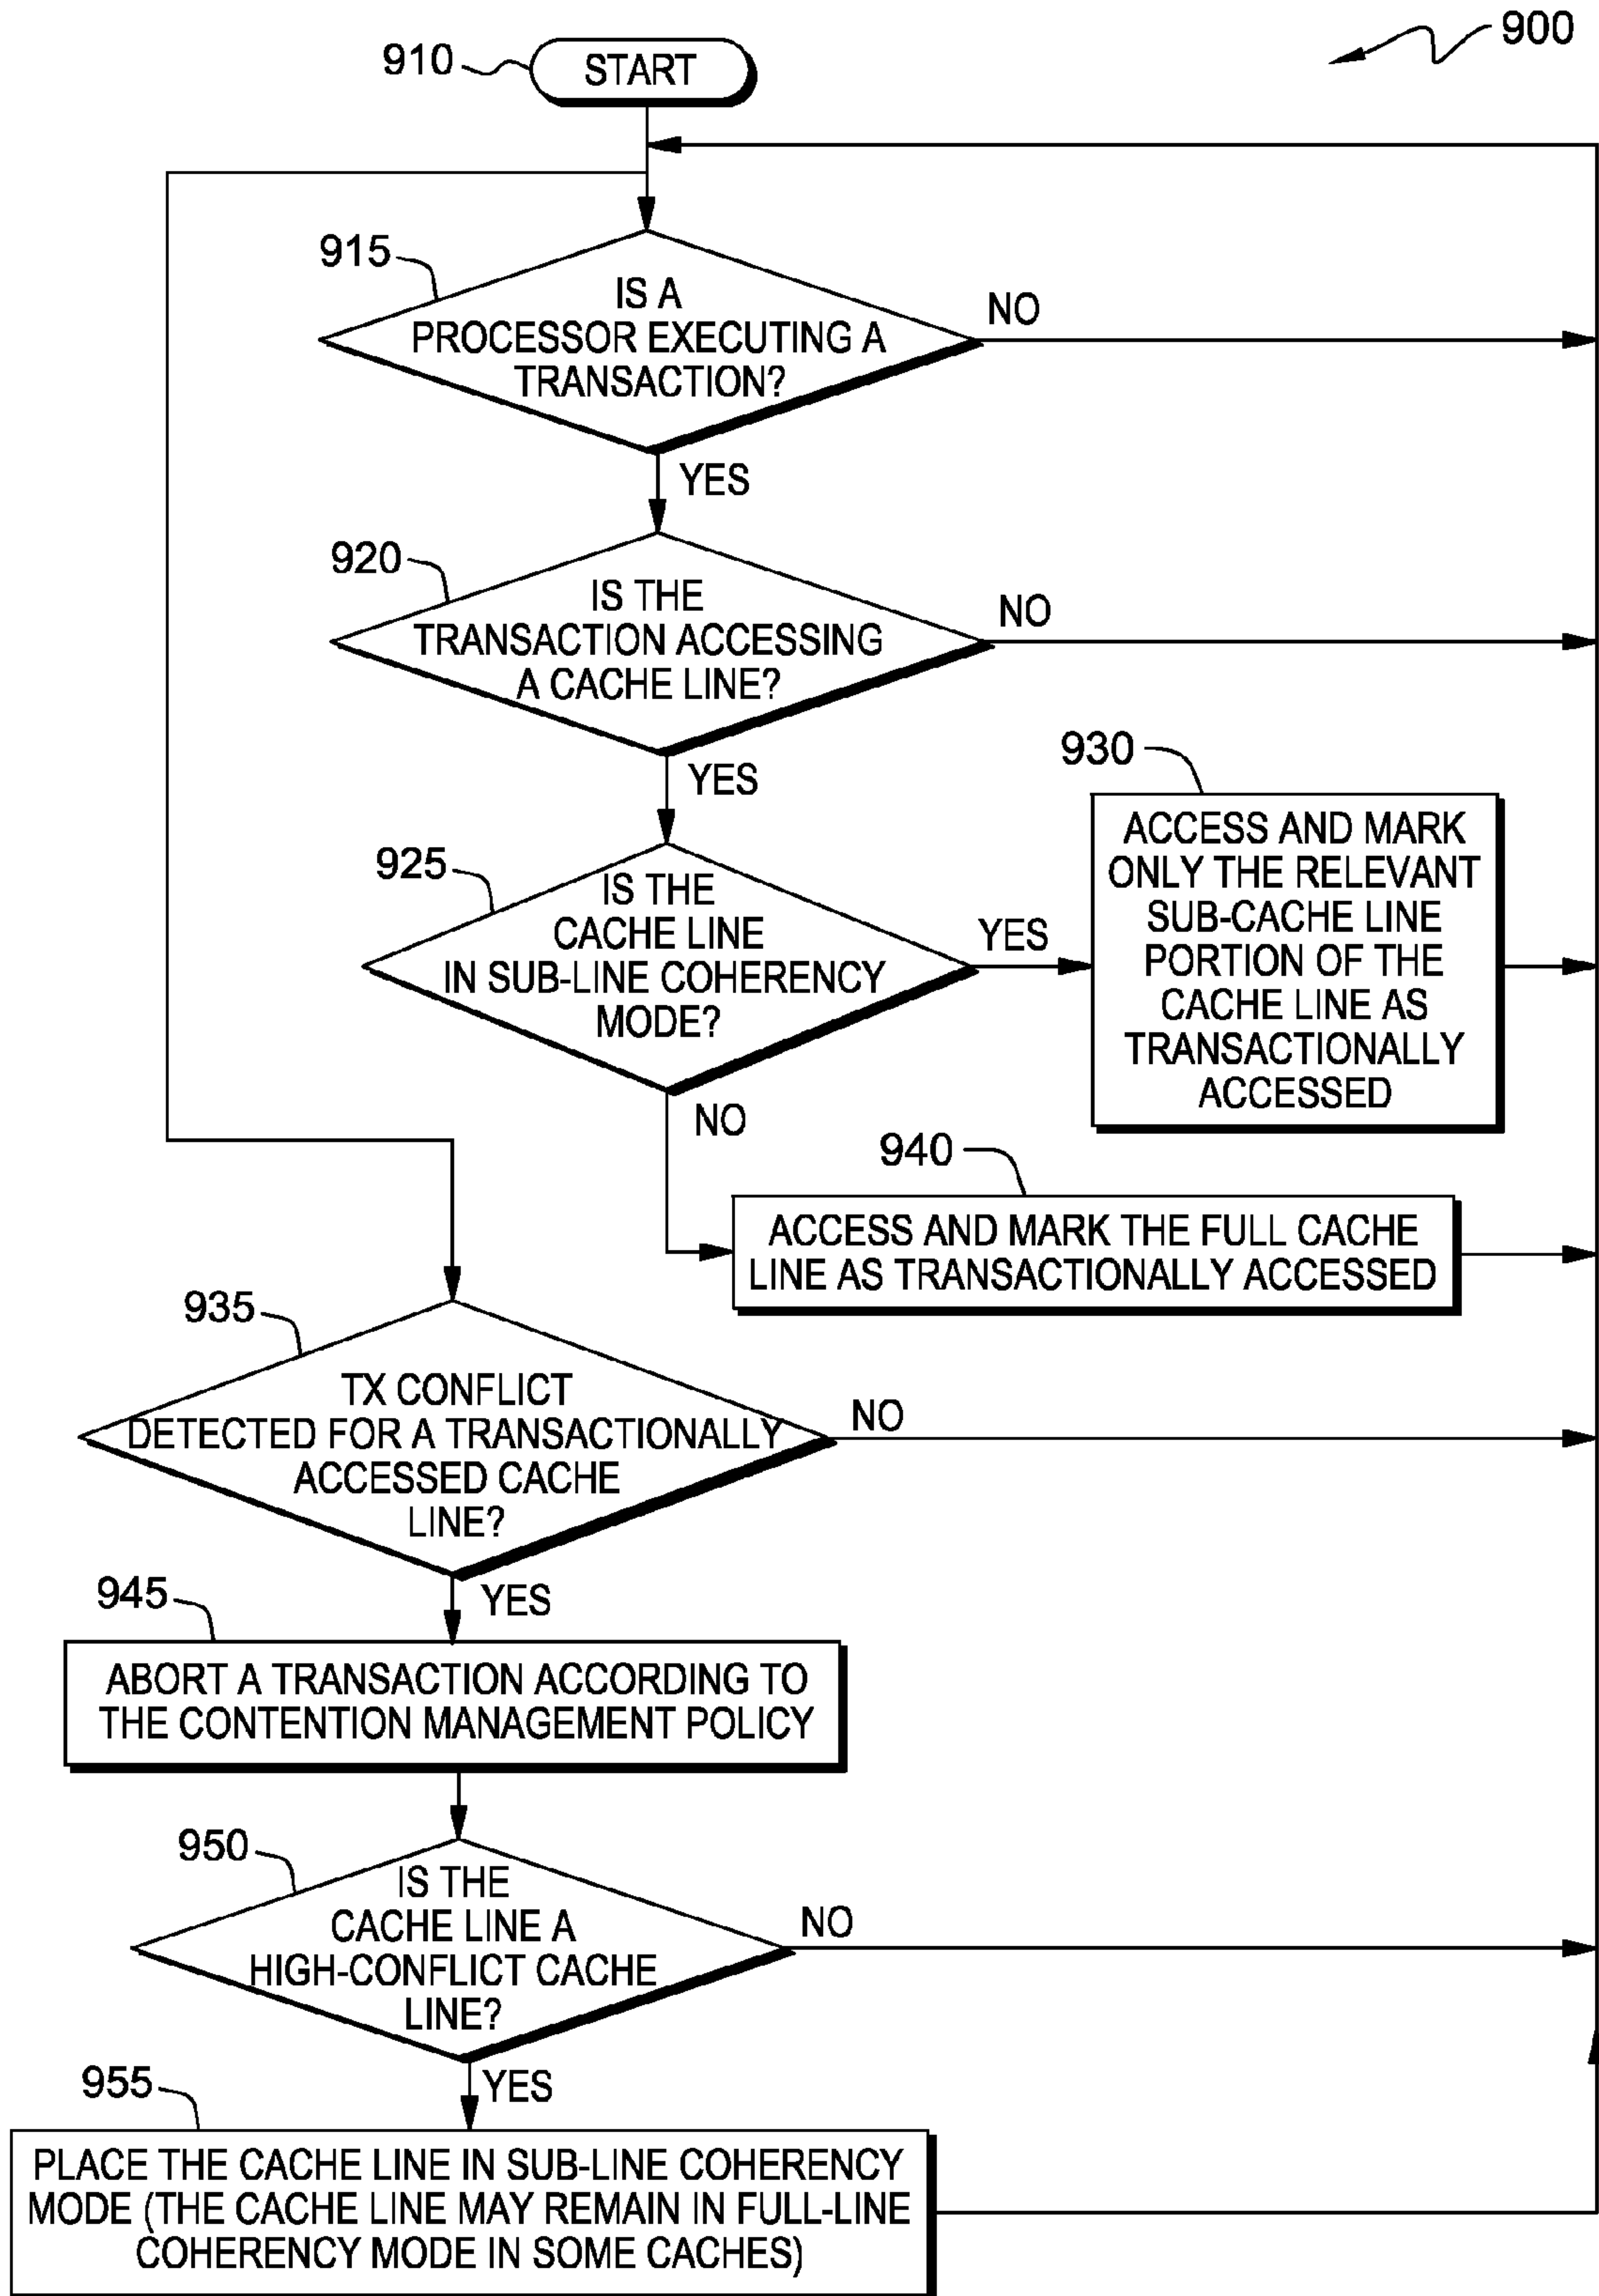 900
910
START
915
IS A
PROCESSOR EXECUTING A
TRANSACTION?
NO
YES
920
IS THE
TRANSACTION ACCESSING
A CACHE LINE?
NO
YES
925
IS THE
CACHE LINE
IN SUB-LINE COHERENCY
MODE?
YES
NO
930
ACCESS AND MARK
ONLY THE RELEVANT
SUB-CACHE LINE
PORTION OF THE
CACHE LINE AS
TRANSACTIONALLY
ACCESSED
940
ACCESS AND MARK THE FULL CACHE
LINE AS TRANSACTIONALLY ACCESSED
935
TX CONFLICT
DETECTED FOR A TRANSACTIONALLY
ACCESSED CACHE
LINE?
NO
YES
945
ABORT A TRANSACTION ACCORDING TO
THE CONTENTION MANAGEMENT POLICY
950
IS THE
CACHE LINE A
HIGH-CONFLICT CACHE
LINE?
NO
YES
955
PLACE THE CACHE LINE IN SUB-LINE COHERENCY
MODE (THE CACHE LINE MAY REMAIN IN FULL-LINE
COHERENCY MODE IN SOME CACHES)